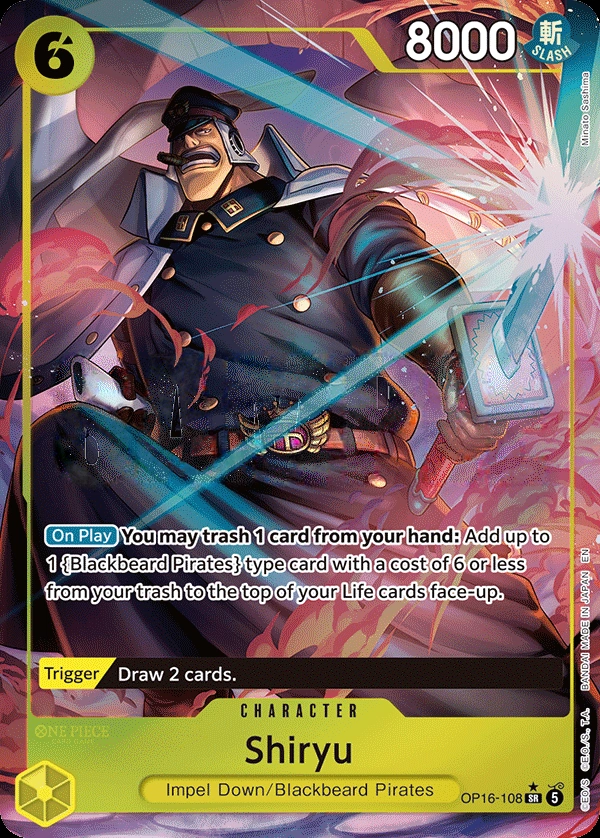 6
8000
斬
SLASH
Minato Sashima
On Play You may trash 1 card from your hand: Add up to
1 {Blackbeard Pirates} type card with a cost of 6 or less
from your trash to the top of your Life cards face-up.
Trigger Draw 2 cards.
CHARACTER
ONE PIECE
CARD GAME
Shiryu
Impel Down/Blackbeard Pirates
OP16-108 SR 5
©E.O/S ©E.O./S., T.A. BANDAI MADE IN JAPAN EN